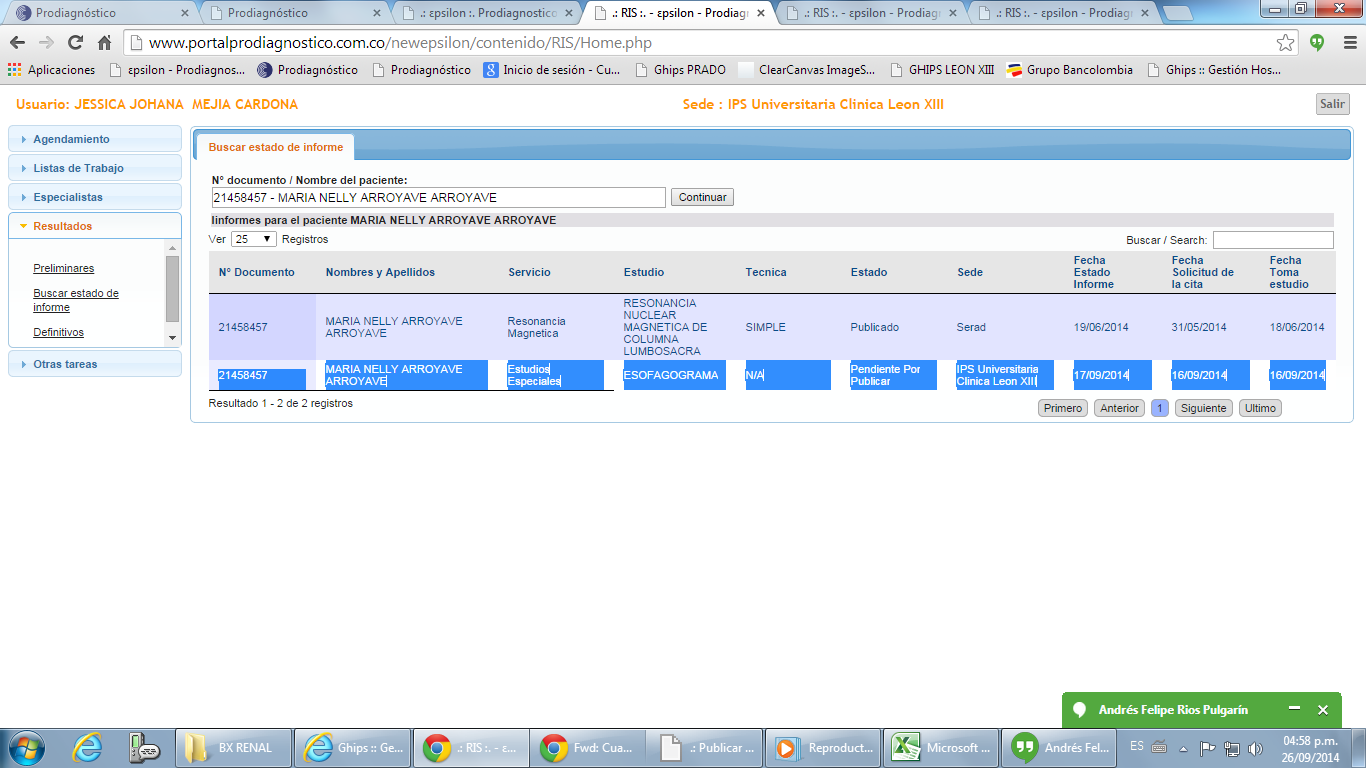 Prodiagnóstico
Prodiagnóstico
.: εpsilon :. Prodiagnostico
.: RIS :. - εpsilon - Prodiagn
.: RIS :. - εpsilon - Prodiagn
.: RIS :. - εpsilon - Prodiagn
www.portalprodiagnostico.com.co/newepsilon/contenido/RIS/Home.php
Aplicaciones
εpsilon - Prodiagnos...
Prodiagnóstico
Prodiagnóstico
Inicio de sesión - Cu...
Ghips PRADO
ClearCanvas ImageS...
GHIPS LEON XIII
Grupo Bancolombia
Ghips :: Gestión Hos...
Usuario: JESSICA JOHANA MEJIA CARDONA
Sede : IPS Universitaria Clinica Leon XIII
Salir
Agendamiento
Listas de Trabajo
Especialistas
Resultados
Preliminares
Buscar estado de
informe
Definitivos
Otras tareas
Buscar estado de informe
N° documento / Nombre del paciente:
21458457 - MARIA NELLY ARROYAVE ARROYAVE
Continuar
Iinformes para el paciente MARIA NELLY ARROYAVE ARROYAVE
Ver 25 Registros
Buscar / Search:
N° Documento
Nombres y Apellidos
Servicio
Estudio
Tecnica
Estado
Sede
Fecha
Estado
Informe
Fecha
Solicitud de
la cita
Fecha
Toma
estudio
21458457
MARIA NELLY ARROYAVE
ARROYAVE
Resonancia
Magnetica
RESONANCIA
NUCLEAR
MAGNETICA DE
COLUMNA
LUMBOSACRA
SIMPLE
Publicado
Serad
19/06/2014
31/05/2014
18/06/2014
21458457
MARIA NELLY ARROYAVE
ARROYAVE
Estudios
Especiales
ESOFAGOGRAMA
N/A
Pendiente Por
Publicar
IPS Universitaria
Clinica Leon XIII
17/09/2014
16/09/2014
16/09/2014
Resultado 1 - 2 de 2 registros
Primero
Anterior
1
Siguiente
Ultimo
Andrés Felipe Rios Pulgarín
BX RENAL
Ghips :: Ge...
.: RIS :. - ε...
Fwd: Cua...
.: Publicar ...
Reproduct...
Microsoft ...
Andrés Fel...
ES
04:58 p.m.
26/09/2014